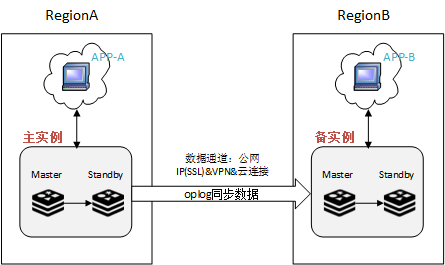 RegionA
RegionB
APP-A
APP-B
主实例
备实例
数据通道：公网
IP(SSL)&VPN&云连接
Master
Standby
oplog同步数据
Master
Standby